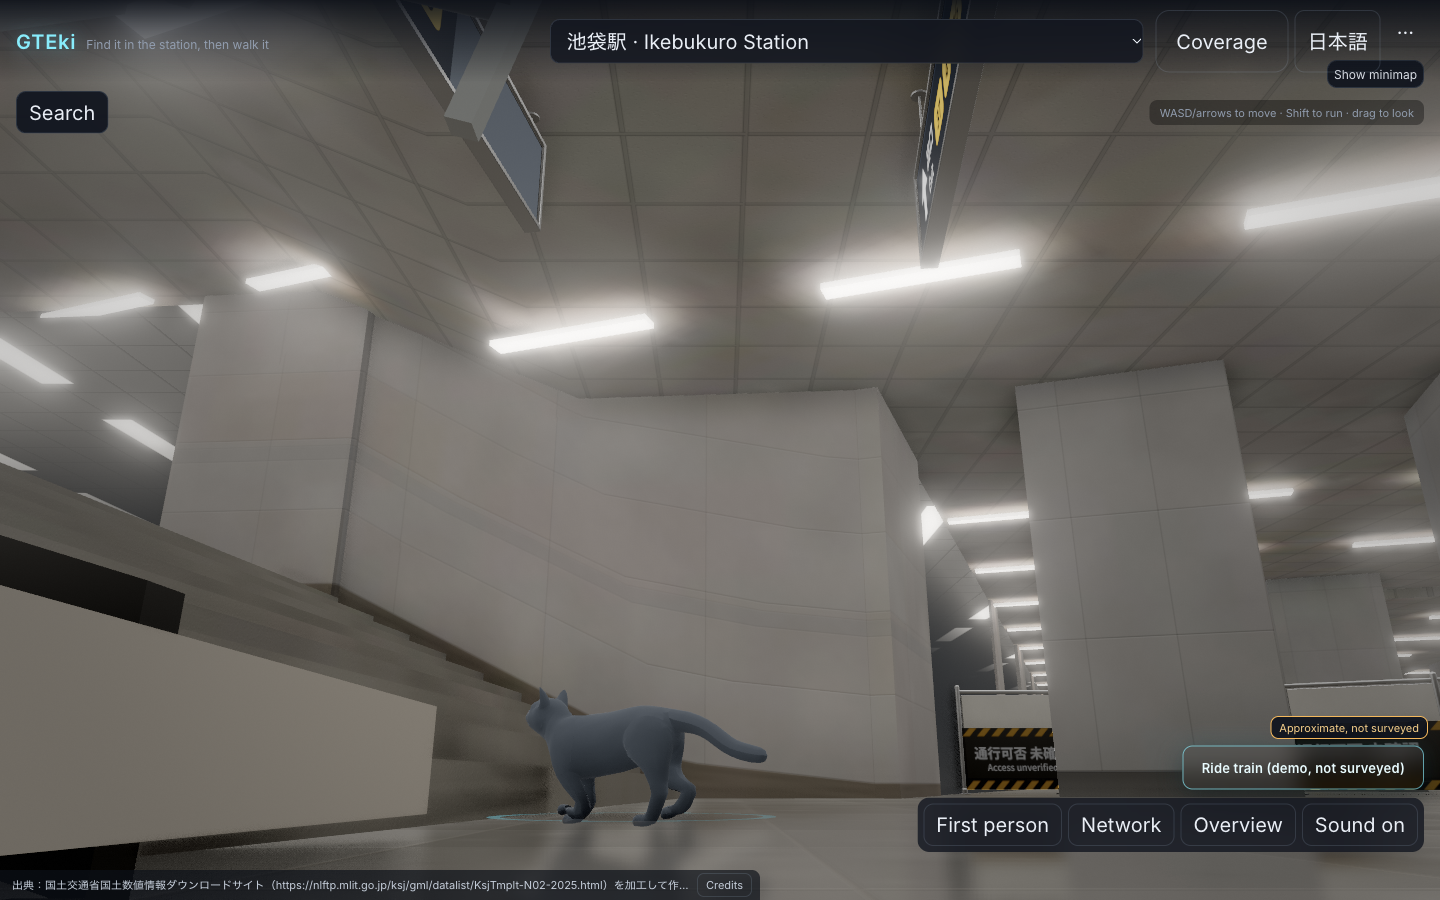 GTEki Find it in the station, then walk it
池袋駅 · Ikebukuro Station
Coverage
日本語
...
Show minimap
Search
WASD/arrows to move · Shift to run · drag to look
通行可否 未確
Access unverified
Approximate, not surveyed
Ride train (demo, not surveyed)
First person
Network
Overview
Sound on
出典：国土交通省国土数値情報ダウンロードサイト（https://nlftp.mlit.go.jp/ksj/gml/datalist/KsjTmplt-N02-2025.html）を加工して作...
Credits